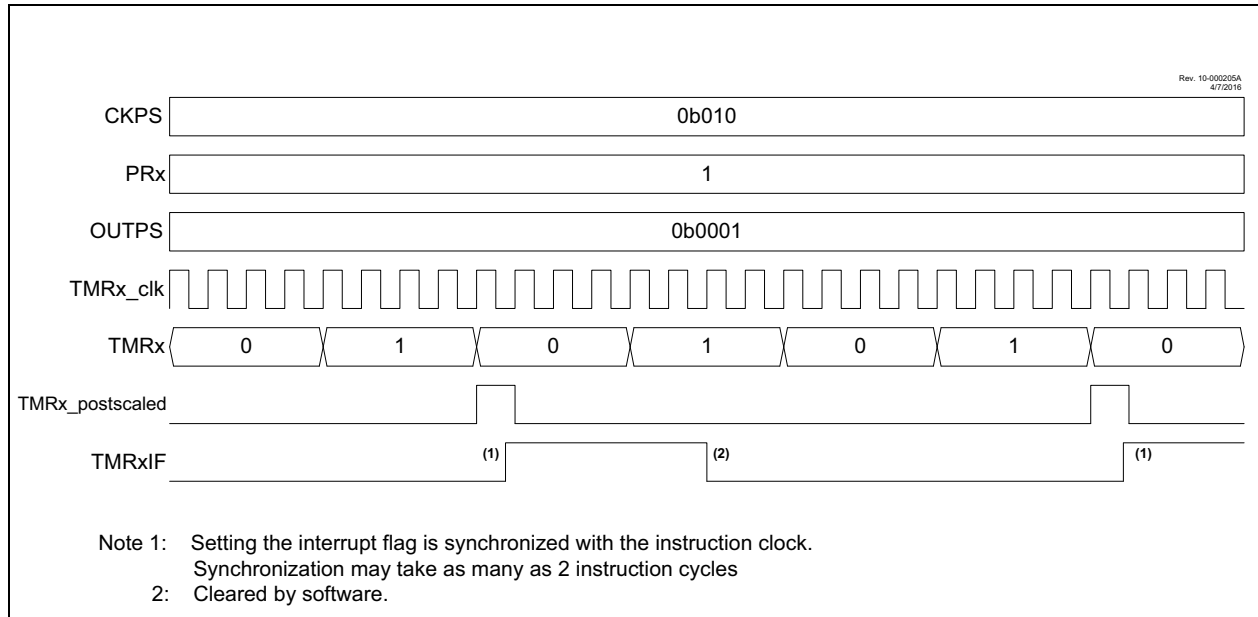 Rev. 10-000205A
4/7/2016
CKPS 0b010
PRx 1
OUTPS 0b0001
TMRx_clk
TMRx 0 1 0 1 0 1 0
TMRx_postscaled
TMRxIF (1) (2) (1)
Note 1: Setting the interrupt flag is synchronized with the instruction clock.
Synchronization may take as many as 2 instruction cycles
2: Cleared by software.